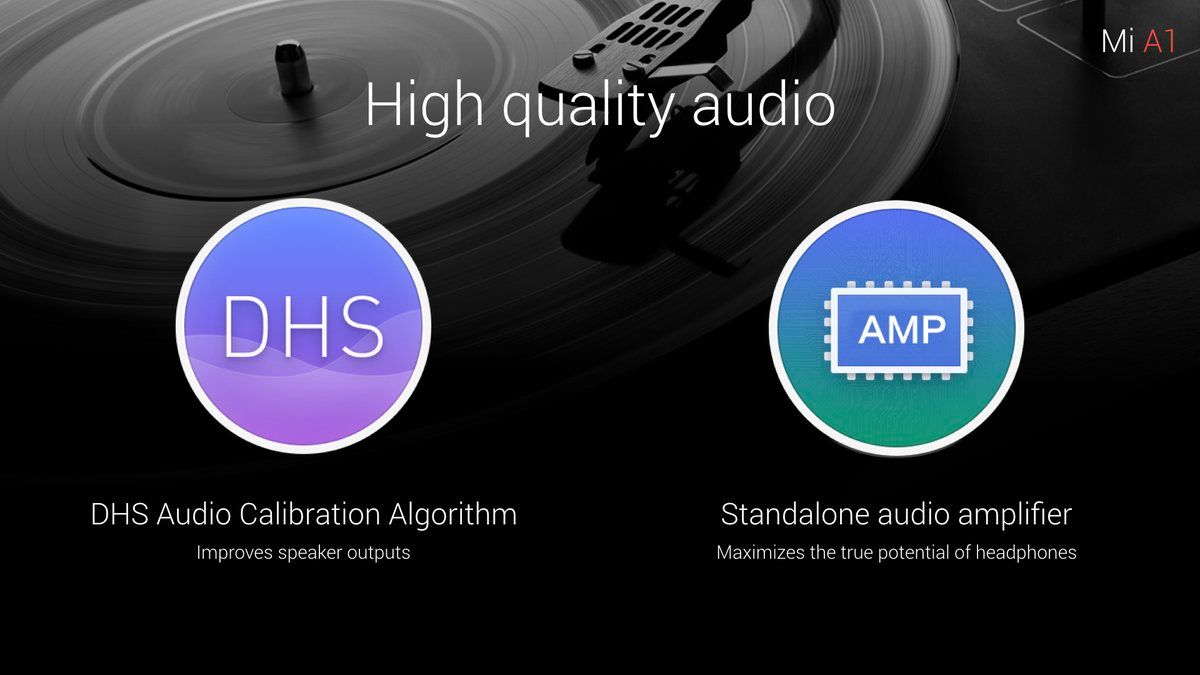 Mi A1
High quality audio
DHS
AMP
DHS Audio Calibration Algorithm
Standalone audio amplifier
Improves speaker outputs
Maximizes the true potential of headphones